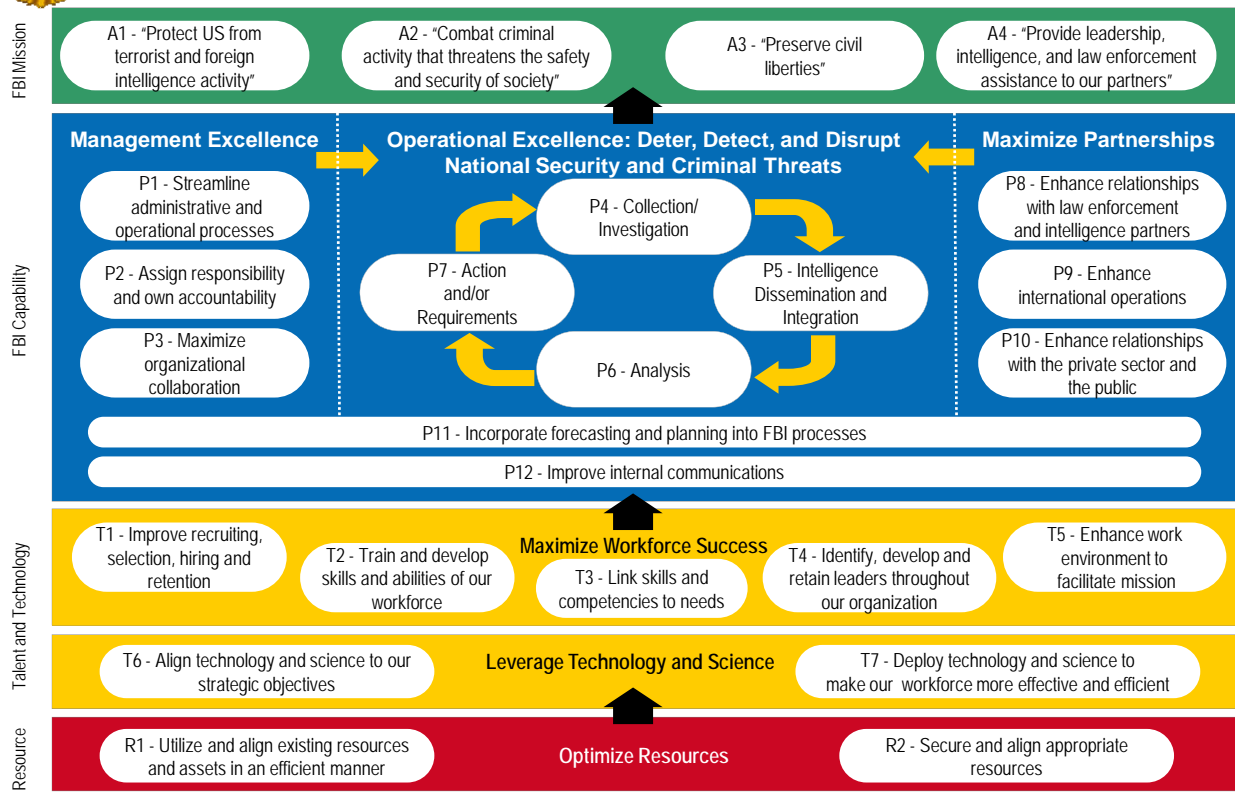 FBI Mission
A1 - “Protect US from
terrorist and foreign
intelligence activity”
A2 - “Combat criminal
activity that threatens the safety
and security of society”
A3 - “Preserve civil
liberties”
A4 - “Provide leadership,
intelligence, and law enforcement
assistance to our partners”
FBI Capability
Management Excellence
P1 - Streamline
administrative and
operational processes
P2 - Assign responsibility
and own accountability
P3 - Maximize
organizational
collaboration
Operational Excellence: Deter, Detect, and Disrupt
National Security and Criminal Threats
P4 - Collection/
Investigation
P5 - Intelligence
Dissemination and
Integration
P6 - Analysis
P7 - Action
and/or
Requirements
Maximize Partnerships
P8 - Enhance relationships
with law enforcement
and intelligence partners
P9 - Enhance
international operations
P10 - Enhance relationships
with the private sector and
the public
P11 - Incorporate forecasting and planning into FBI processes
P12 - Improve internal communications
Talent and Technology
Maximize Workforce Success
T1 - Improve recruiting,
selection, hiring and
retention
T2 - Train and develop
skills and abilities of our
workforce
T3 - Link skills and
competencies to needs
T4 - Identify, develop and
retain leaders throughout
our organization
T5 - Enhance work
environment to
facilitate mission
Leverage Technology and Science
T6 - Align technology and science to our
strategic objectives
T7 - Deploy technology and science to
make our workforce more effective and efficient
Resource
Optimize Resources
R1 - Utilize and align existing resources
and assets in an efficient manner
R2 - Secure and align appropriate
resources